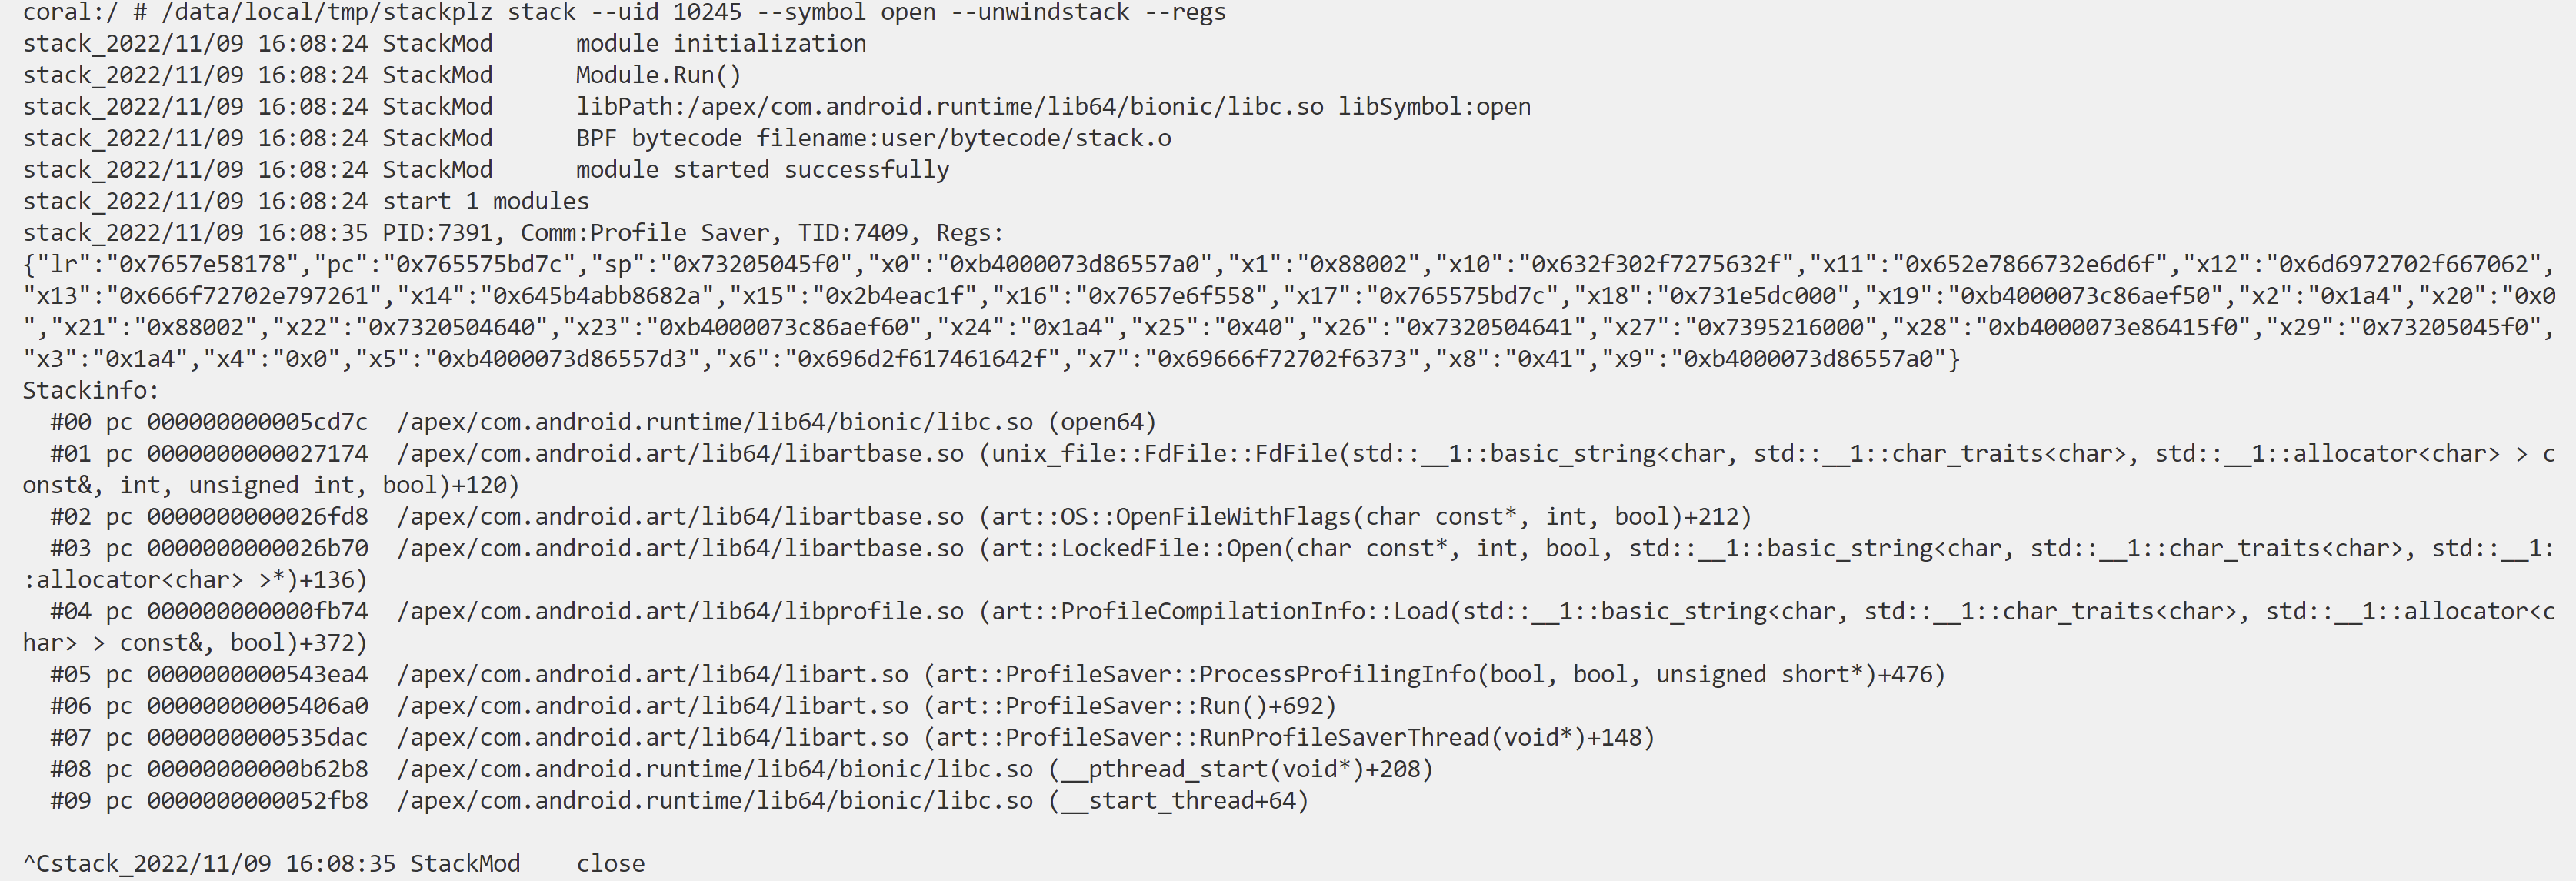 coral:/ # /data/local/tmp/stackplz stack --uid 10245 --symbol open --unwindstack --regs
stack_2022/11/09 16:08:24 StackMod      module initialization
stack_2022/11/09 16:08:24 StackMod      Module.Run()
stack_2022/11/09 16:08:24 StackMod      libPath:/apex/com.android.runtime/lib64/bionic/libc.so libSymbol:open
stack_2022/11/09 16:08:24 StackMod      BPF bytecode filename:user/bytecode/stack.o
stack_2022/11/09 16:08:24 StackMod      module started successfully
stack_2022/11/09 16:08:24 start 1 modules
stack_2022/11/09 16:08:35 PID:7391, Comm:Profile Saver, TID:7409, Regs:
{"lr":"0x7657e58178","pc":"0x765575bd7c","sp":"0x73205045f0","x0":"0xb4000073d86557a0","x1":"0x88002","x10":"0x632f302f7275632f","x11":"0x652e7866732e6d6f","x12":"0x6d6972702f667062",
"x13":"0x666f72702e797261","x14":"0x645b4abb8682a","x15":"0x2b4eac1f","x16":"0x7657e6f558","x17":"0x765575bd7c","x18":"0x731e5dc000","x19":"0xb4000073c86aef50","x2":"0x1a4","x20":"0x0
","x21":"0x88002","x22":"0x7320504640","x23":"0xb4000073c86aef60","x24":"0x1a4","x25":"0x40","x26":"0x7320504641","x27":"0x7395216000","x28":"0xb4000073e86415f0","x29":"0x73205045f0",
"x3":"0x1a4","x4":"0x0","x5":"0xb4000073d86557d3","x6":"0x696d2f617461642f","x7":"0x69666f72702f6373","x8":"0x41","x9":"0xb4000073d86557a0"}
Stackinfo:
  #00 pc 000000000005cd7c  /apex/com.android.runtime/lib64/bionic/libc.so (open64)
  #01 pc 0000000000027174  /apex/com.android.art/lib64/libartbase.so (unix_file::FdFile::FdFile(std::__1::basic_string<char, std::__1::char_traits<char>, std::__1::allocator<char> > c
onst&, int, unsigned int, bool)+120)
  #02 pc 0000000000026fd8  /apex/com.android.art/lib64/libartbase.so (art::OS::OpenFileWithFlags(char const*, int, bool)+212)
  #03 pc 0000000000026b70  /apex/com.android.art/lib64/libartbase.so (art::LockedFile::Open(char const*, int, bool, std::__1::basic_string<char, std::__1::char_traits<char>, std::__1:
:allocator<char> >*)+136)
  #04 pc 000000000000fb74  /apex/com.android.art/lib64/libprofile.so (art::ProfileCompilationInfo::Load(std::__1::basic_string<char, std::__1::char_traits<char>, std::__1::allocator<c
har> > const&, bool)+372)
  #05 pc 0000000000543ea4  /apex/com.android.art/lib64/libart.so (art::ProfileSaver::ProcessProfilingInfo(bool, bool, unsigned short*)+476)
  #06 pc 00000000005406a0  /apex/com.android.art/lib64/libart.so (art::ProfileSaver::Run()+692)
  #07 pc 0000000000535dac  /apex/com.android.art/lib64/libart.so (art::ProfileSaver::RunProfileSaverThread(void*)+148)
  #08 pc 00000000000b62b8  /apex/com.android.runtime/lib64/bionic/libc.so (__pthread_start(void*)+208)
  #09 pc 0000000000052fb8  /apex/com.android.runtime/lib64/bionic/libc.so (__start_thread+64)
^Cstack_2022/11/09 16:08:35 StackMod    close